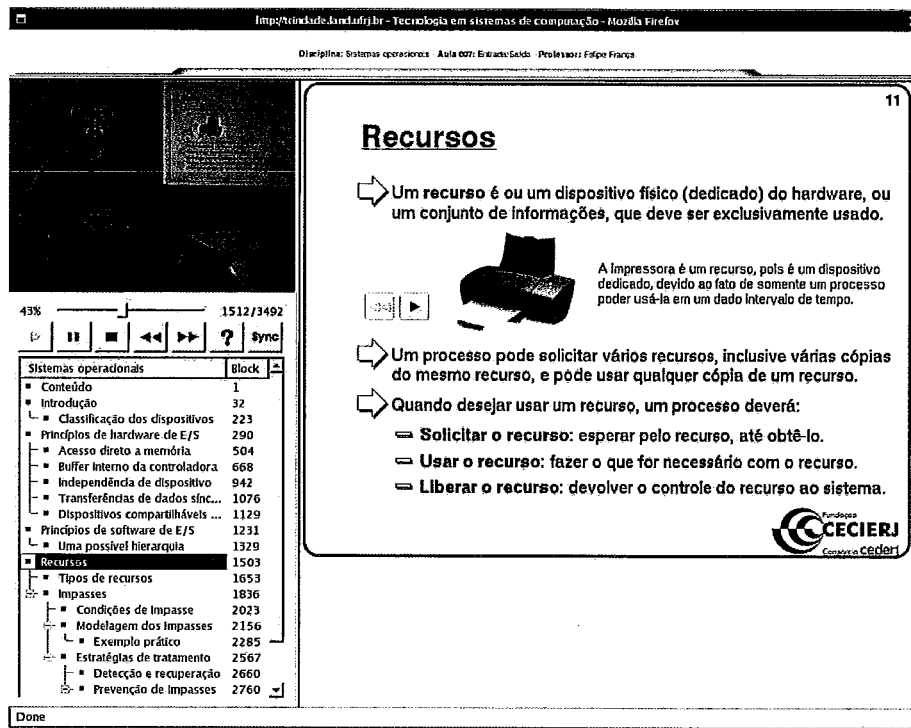 http://trindade.land.ufrj.br - Tecnologia em sistemas de computação - Mozilla Firefox
Disciplina: Sistemas operacionais - Aula 007: Entrada/Saída - Professor: Felipe França
43% 1512/3492
? Sync
Sistemas operacionais Block
Conteúdo 1
Introdução 32
Classificação dos dispositivos 223
Princípios de hardware de E/S 290
Acesso direto a memória 504
Buffer interno da controladora 668
Independência de dispositivo 942
Transferências de dados sínc... 1076
Dispositivos compartilháveis ... 1129
Princípios de software de E/S 1231
Uma possível hierarquia 1329
Recursos 1503
Tipos de recursos 1653
Impasses 1836
Condições de Impasse 2023
Modelagem dos Impasses 2156
Exemplo prático 2285
Estratégias de tratamento 2567
Detecção e recuperação 2660
Prevenção de Impasses 2760
Done
11
Recursos
Um recurso é ou um dispositivo físico (dedicado) do hardware, ou
um conjunto de informações, que deve ser exclusivamente usado.
A impressora é um recurso, pois é um dispositivo
dedicado, devido ao fato de somente um processo
poder usá-la em um dado intervalo de tempo.
Um processo pode solicitar vários recursos, inclusive várias cópias
do mesmo recurso, e pode usar qualquer cópia de um recurso.
Quando desejar usar um recurso, um processo deverá:
Solicitar o recurso: esperar pelo recurso, até obtê-lo.
Usar o recurso: fazer o que for necessário com o recurso.
Liberar o recurso: devolver o controle do recurso ao sistema.
Fundação
CECIERJ
Consórcio cederj